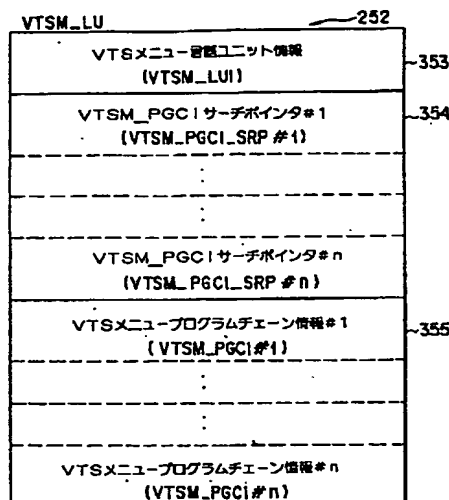 VTSM_LU
252
VTSメニュー言語ユニット情報
(VTSM_LUI)
353
VTSM_PGCIサーチポインタ#1
(VTSM_PGCI_SRP #1)
354
VTSM_PGCIサーチポインタ#n
(VTSM_PGCI_SRP #n)
VTSメニュープログラムチェーン情報#1
(VTSM_PGCI#1)
355
VTSメニュープログラムチェーン情報#n
(VTSM_PGCI#n)